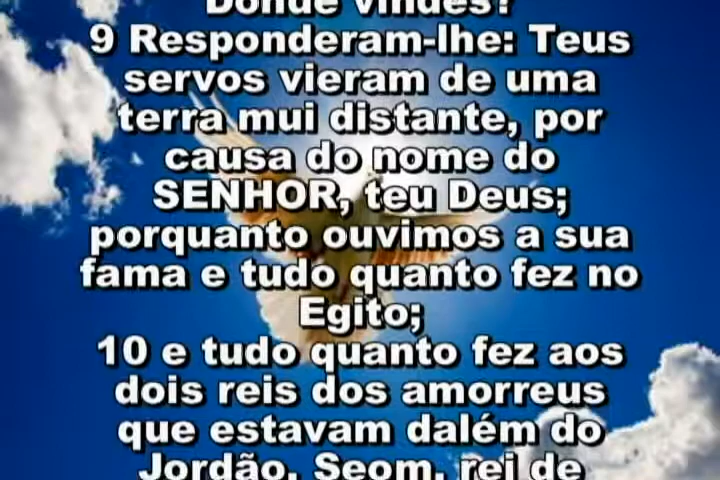 Donde vindes?
9 Responderam-lhe: Teus
servos vieram de uma
terra mui distante, por
causa do nome do
SENHOR, teu Deus;
porquanto ouvimos a sua
fama e tudo quanto fez no
Egito;
10 e tudo quanto fez aos
dois reis dos amorreus
que estavam dalém do
Jordão, Seom, rei de